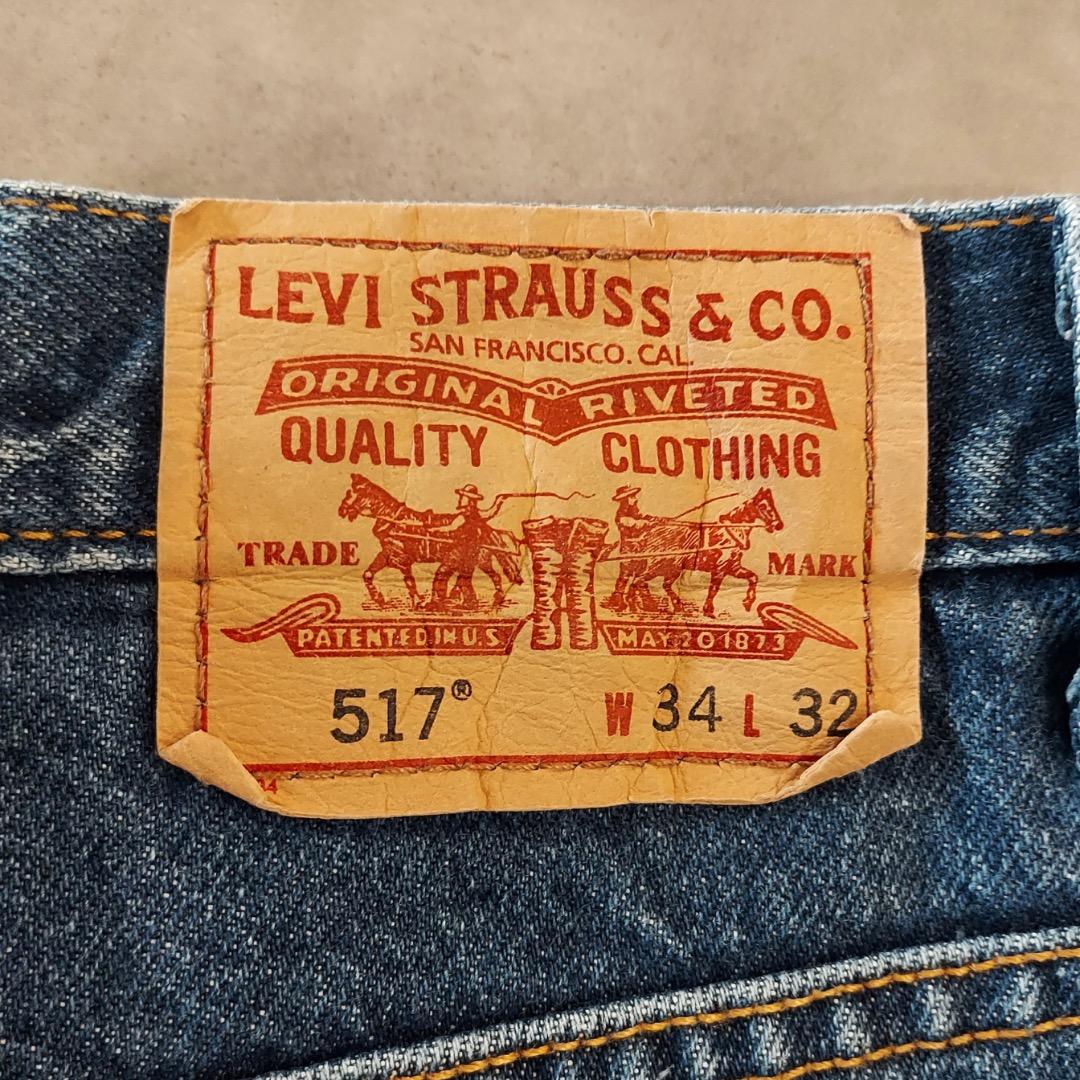 LEVI STRAUSS & CO.
SAN FRANCISCO. CAL.
ORIGINAL RIVETED
QUALITY CLOTHING
TRADE MARK
PATENTED IN U.S. MAY 20 1873
517® W 34 L 32